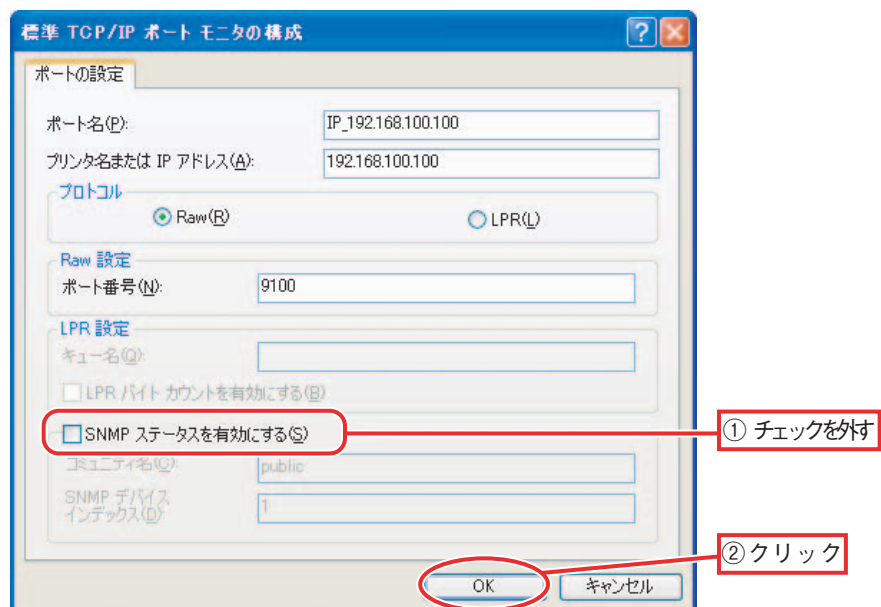 標準 TCP/IP ポート モニタの構成
ポートの設定
ポート名(P):
IP_192.168.100.100
プリンタ名または IP アドレス(A):
192.168.100.100
プロトコル
Raw(R)
LPR(L)
Raw 設定
ポート番号(N):
9100
LPR 設定
キュー名(Q):
LPR バイト カウントを有効にする(B)
SNMP ステータスを有効にする(S)
① チェックを外す
コミュニティ名(C):
public
SNMP デバイス
インデックス(D):
1
②クリック
OK
キャンセル